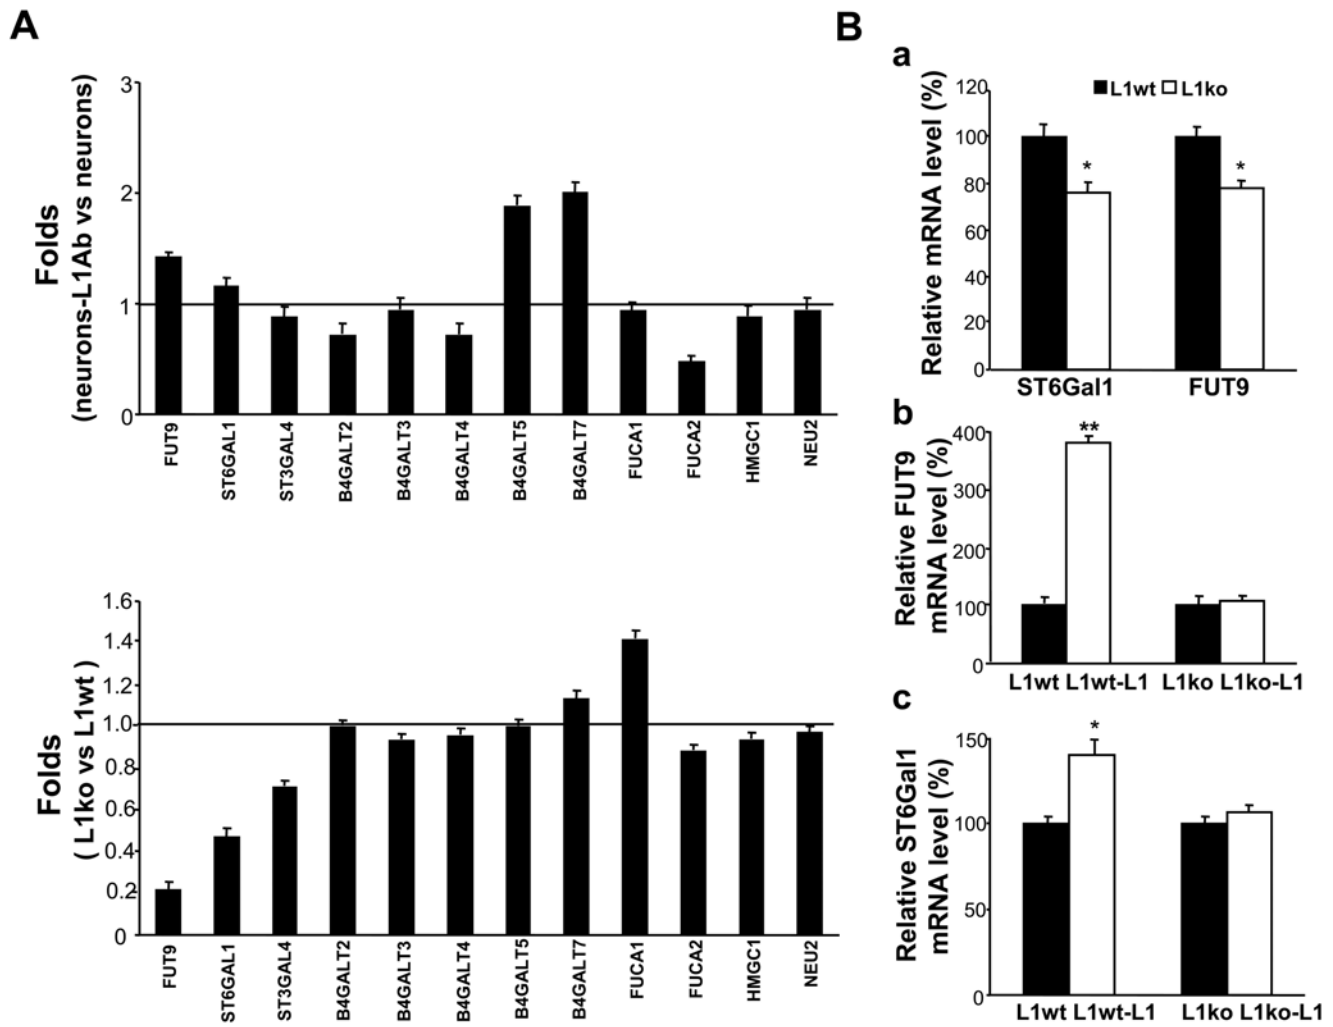 A
Folds
(neurons-L1Ab vs neurons)
3
2
1
0
FUT9
ST6GAL1
ST3GAL4
B4GALT2
B4GALT3
B4GALT4
B4GALT5
B4GALT7
FUCA1
FUCA2
HMGC1
NEU2
Folds
( L1ko vs L1wt )
1.6
1.4
1.2
1.0
0.8
0.6
0.4
0.2
0
FUT9
ST6GAL1
ST3GAL4
B4GALT2
B4GALT3
B4GALT4
B4GALT5
B4GALT7
FUCA1
FUCA2
HMGC1
NEU2
B
a
Relative mRNA level (%)
120
100
80
60
40
20
0
L1wt L1ko
* *
ST6Gal1 FUT9
b
Relative FUT9
mRNA level (%)
400
300
200
100
0
**
L1wt L1wt-L1 L1ko L1ko-L1
c
Relative ST6Gal1
mRNA level (%)
150
100
50
0
*
L1wt L1wt-L1 L1ko L1ko-L1